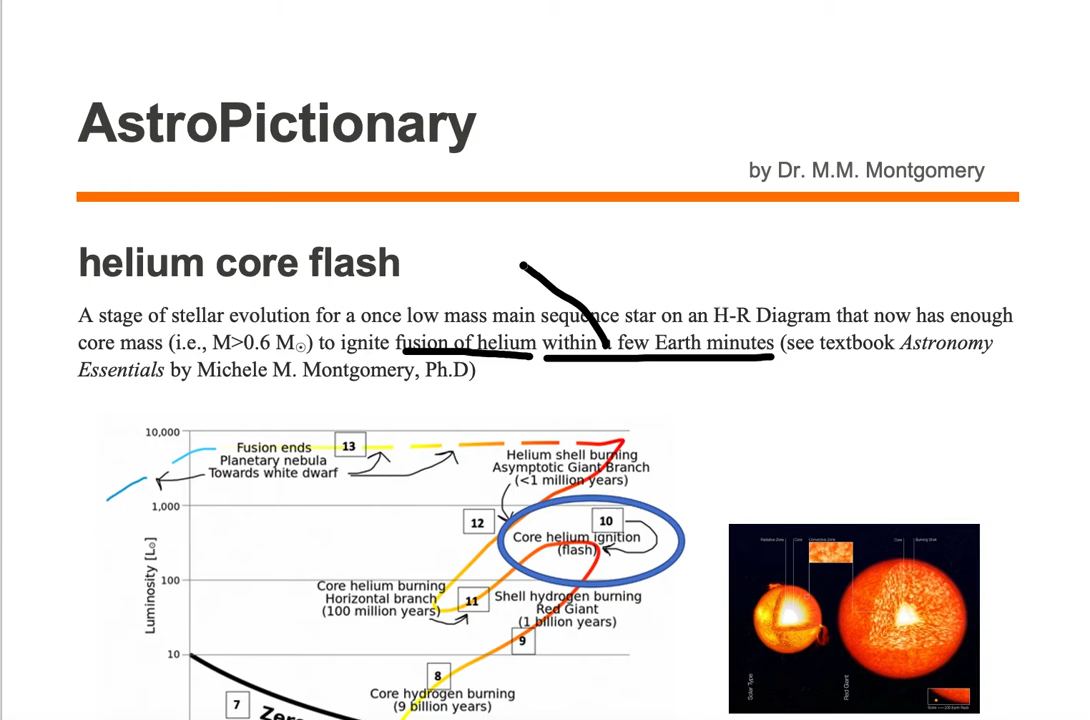 AstroPictionary
by Dr. M.M. Montgomery
helium core flash
A stage of stellar evolution for a once low mass main sequence star on an H-R Diagram that now has enough
core mass (i.e., M>0.6 M☉) to ignite fusion of helium within a few Earth minutes (see textbook Astronomy
Essentials by Michele M. Montgomery, Ph.D)
10,000
Fusion ends
13
Planetary nebula
Towards white dwarf
Helium shell burning
Asymptotic Giant Branch
(<1 million years)
1,000
12
10
Core helium ignition
(flash)
Luminosity [L☉]
100
Core helium burning
Horizontal branch
(100 million years)
11
Shell hydrogen burning
Red Giant
(1 billion years)
9
10
8
Core hydrogen burning
(9 billion years)
7
Zero
Solar Type
Red Giant